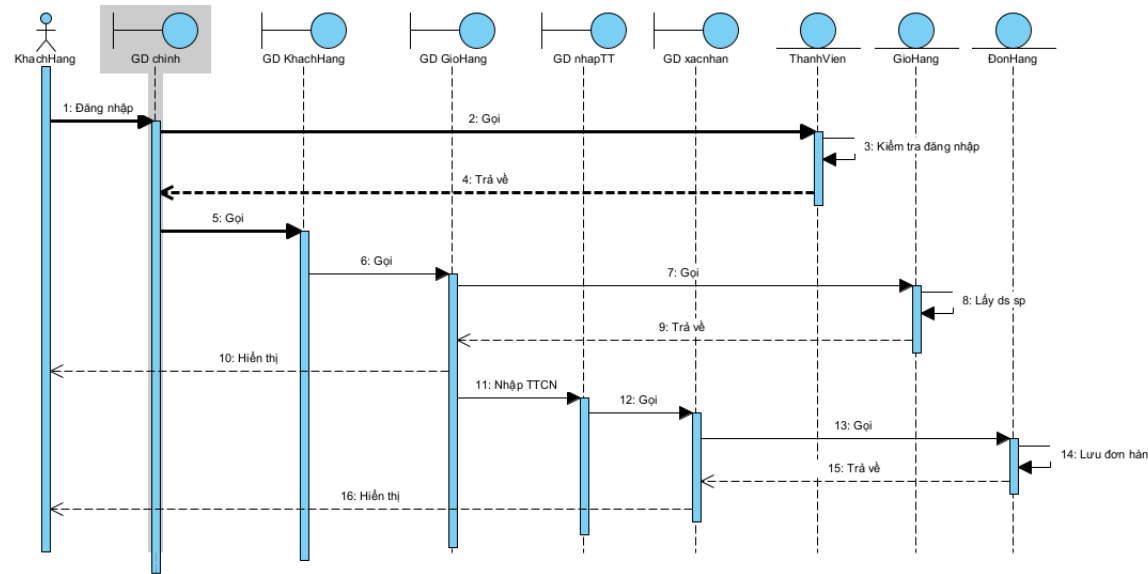 KhachHang
GD chinh
GD KhachHang
GD GioHang
GD nhapTT
GD xacnhan
ThanhVien
GioHang
ĐonHang
1: Đăng nhập
2: Gọi
3: Kiểm tra đăng nhập
4: Trả về
5: Gọi
6: Gọi
7: Gọi
8: Lấy ds sp
9: Trả về
10: Hiển thị
11: Nhập TTCN
12: Gọi
13: Gọi
14: Lưu đơn hàn
15: Trả về
16: Hiển thị